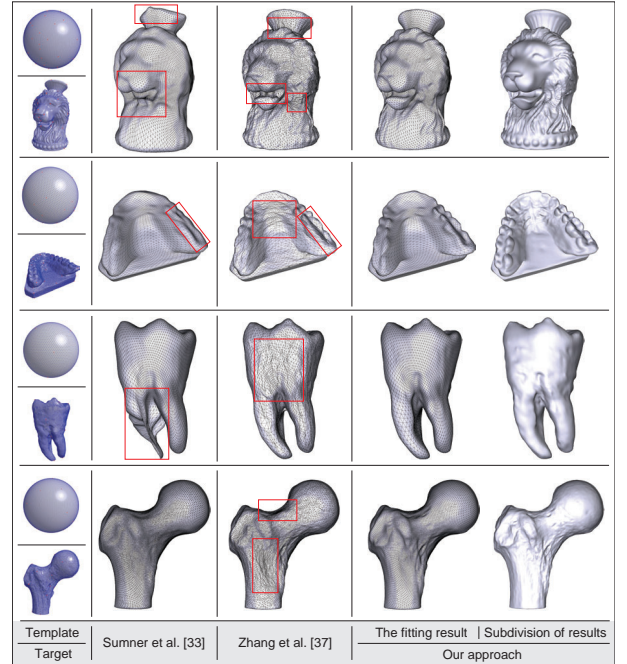 Template
Target
Sumner et al. [33]
Zhang et al. [37]
The fitting result | Subdivision of results
Our approach